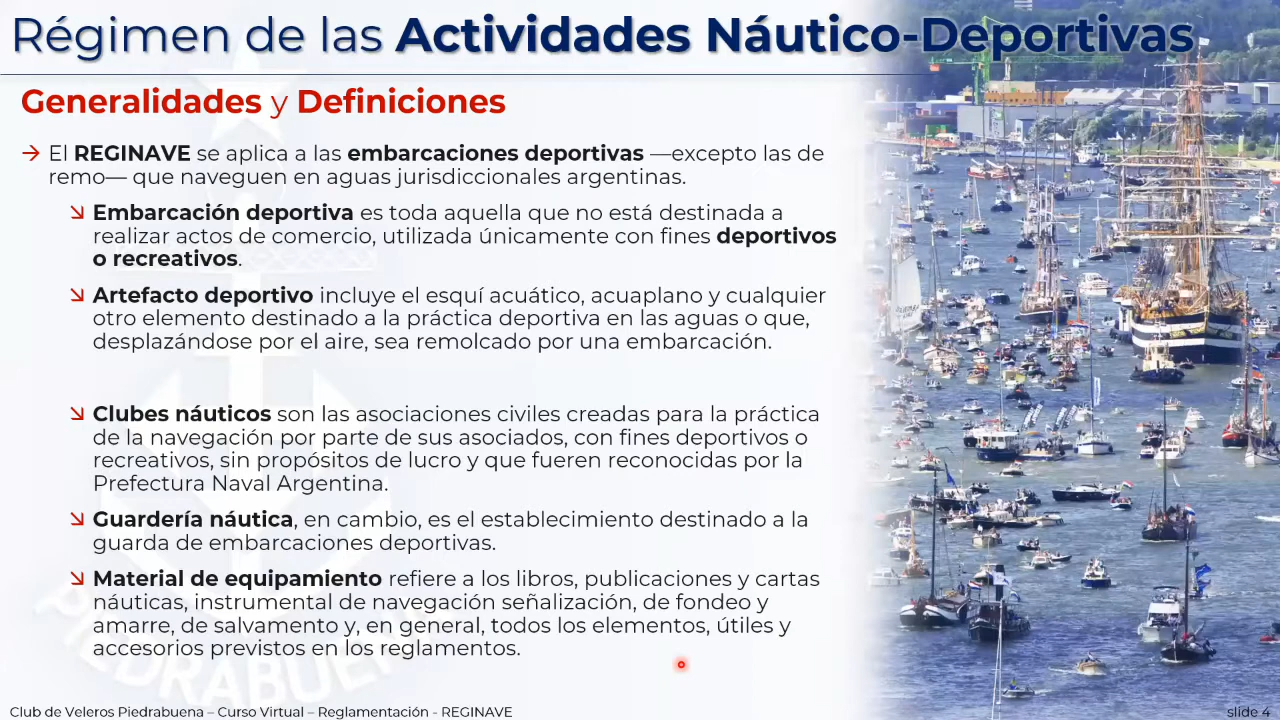 Régimen de las Actividades Náutico-Deportivas
Generalidades y Definiciones
→ El REGINAVE se aplica a las embarcaciones deportivas —excepto las de
remo— que naveguen en aguas jurisdiccionales argentinas.
↘ Embarcación deportiva es toda aquella que no está destinada a
realizar actos de comercio, utilizada únicamente con fines deportivos
o recreativos.
↘ Artefacto deportivo incluye el esquí acuático, acuaplano y cualquier
otro elemento destinado a la práctica deportiva en las aguas o que,
desplazándose por el aire, sea remolcado por una embarcación.
↘ Clubes náuticos son las asociaciones civiles creadas para la práctica
de la navegación por parte de sus asociados, con fines deportivos o
recreativos, sin propósitos de lucro y que fueren reconocidas por la
Prefectura Naval Argentina.
↘ Guardería náutica, en cambio, es el establecimiento destinado a la
guarda de embarcaciones deportivas.
↘ Material de equipamiento refiere a los libros, publicaciones y cartas
náuticas, instrumental de navegación señalización, de fondeo y
amarre, de salvamento y, en general, todos los elementos, útiles y
accesorios previstos en los reglamentos.
PIEDRABUENA
Club de Veleros Piedrabuena – Curso Virtual – Reglamentación - REGINAVE
slide 4